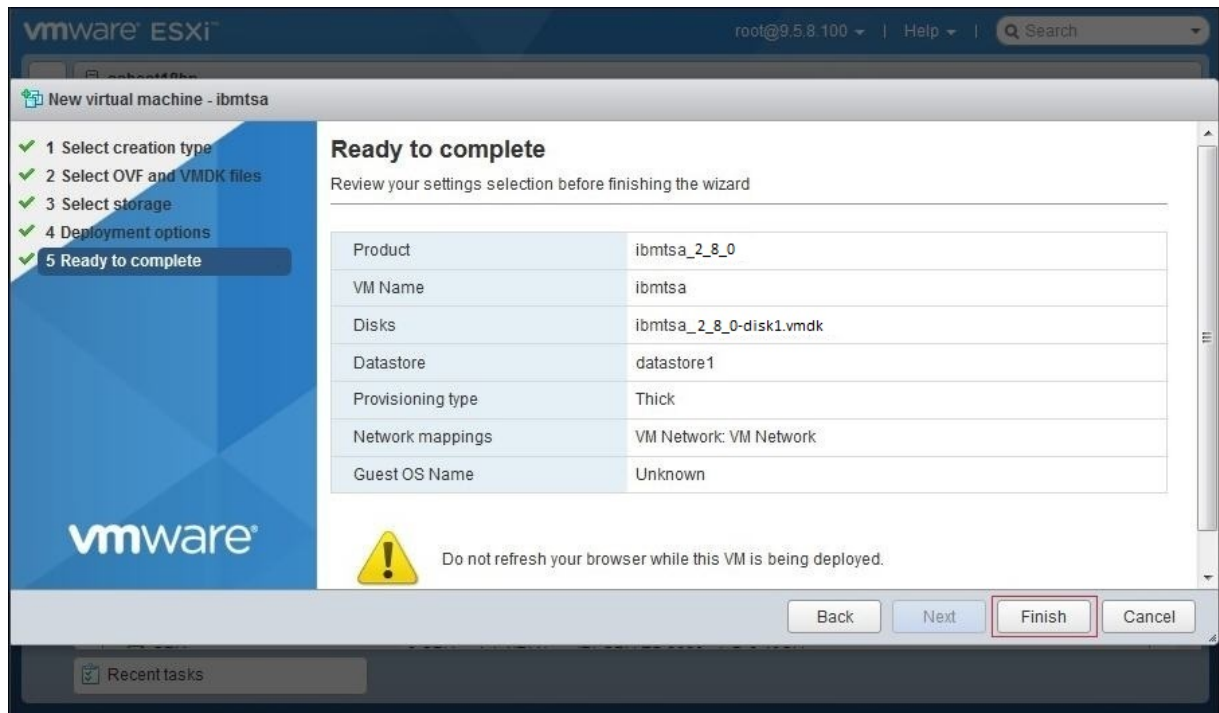 vmware ESXi™
root@9.5.8.100 | Help | Search
New virtual machine - ibmtsa
1 Select creation type
2 Select OVF and VMDK files
3 Select storage
4 Deployment options
5 Ready to complete
vmware®
Ready to complete
Review your settings selection before finishing the wizard
Product ibmtsa_2_8_0
VM Name ibmtsa
Disks ibmtsa_2_8_0-disk1.vmdk
Datastore datastore1
Provisioning type Thick
Network mappings VM Network: VM Network
Guest OS Name Unknown
Do not refresh your browser while this VM is being deployed.
Back Next Finish Cancel
Recent tasks